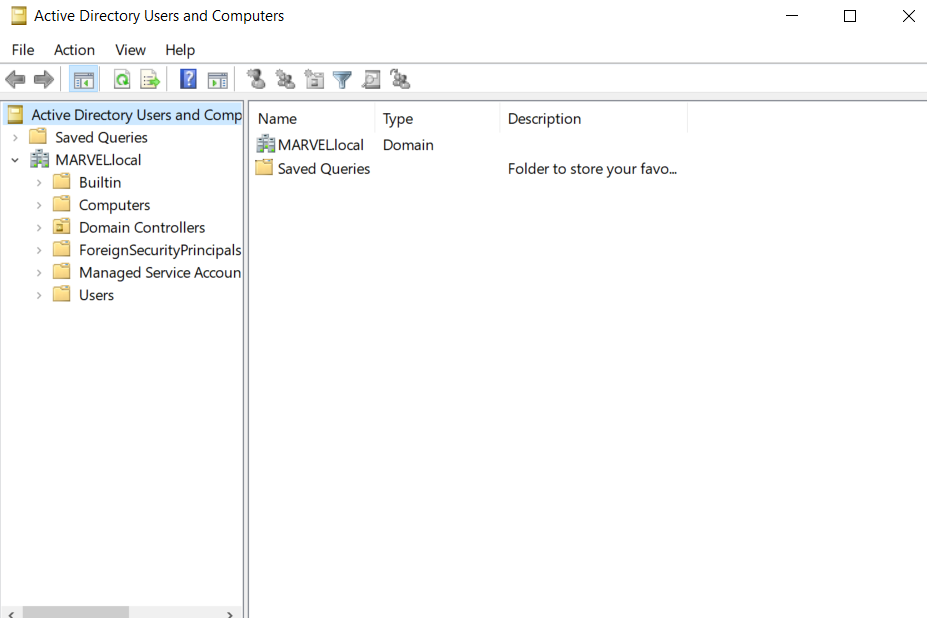 Active Directory Users and Computers
File Action View Help
Active Directory Users and Comp
Saved Queries
MARVEL.local
Builtin
Computers
Domain Controllers
ForeignSecurityPrincipals
Managed Service Accoun
Users
Name Type Description
MARVEL.local Domain
Saved Queries Folder to store your favo...